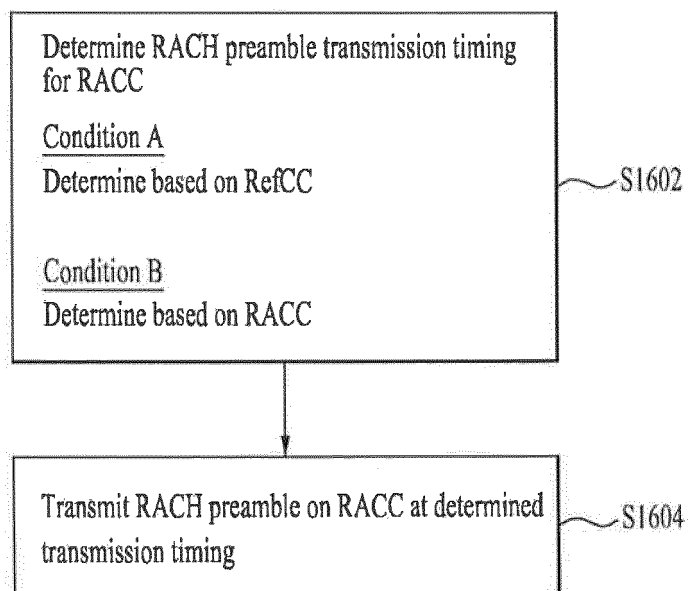 Determine RACH preamble transmission timing
for RACC
Condition A
Determine based on RefCC
S1602
Condition B
Determine based on RACC
Transmit RACH preamble on RACC at determined
transmission timing
S1604